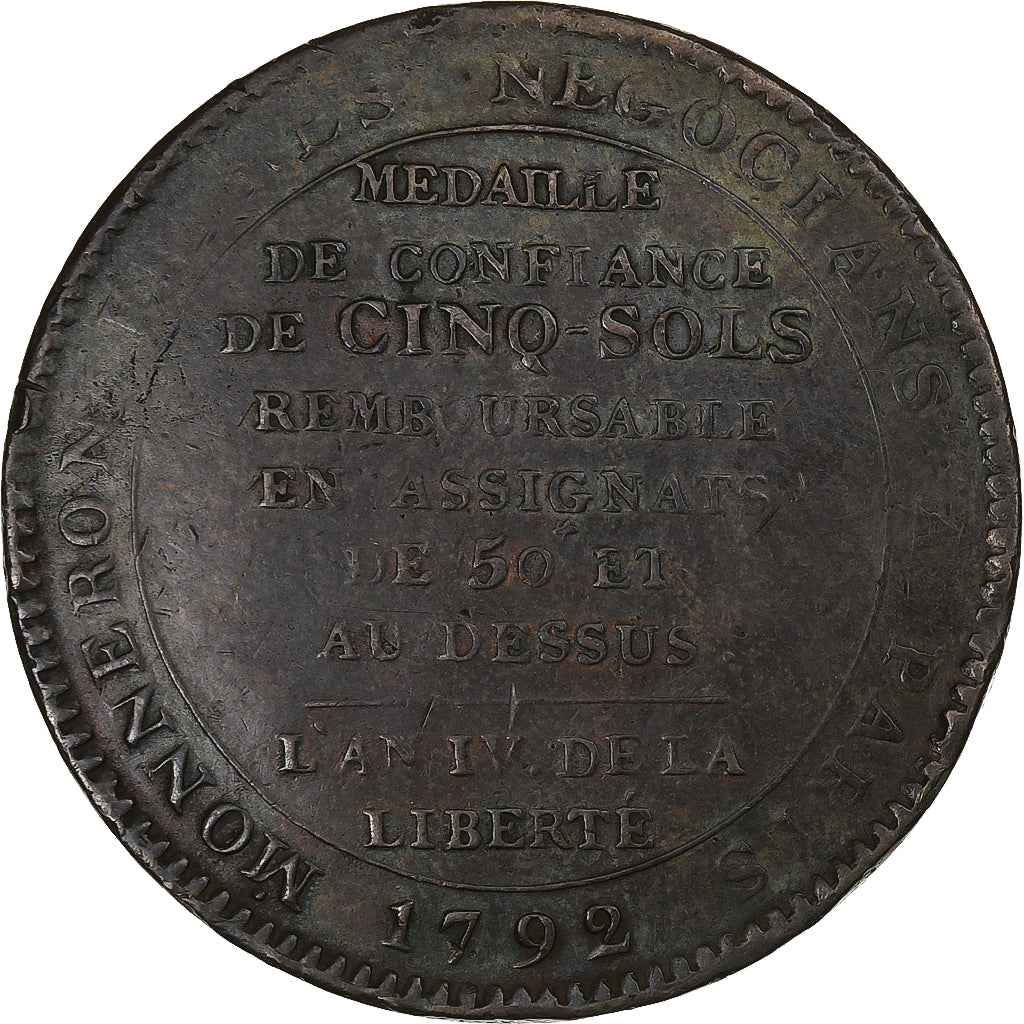 MONNERON NEGOCIANS A PARIS
MEDAILLE
DE CONFIANCE
DE CINQ-SOLS
REMBOURSABLE
EN ASSIGNATS
DE 50 ET
AU DESSUS
L'AN IV. DE LA
LIBERTÉ
1792